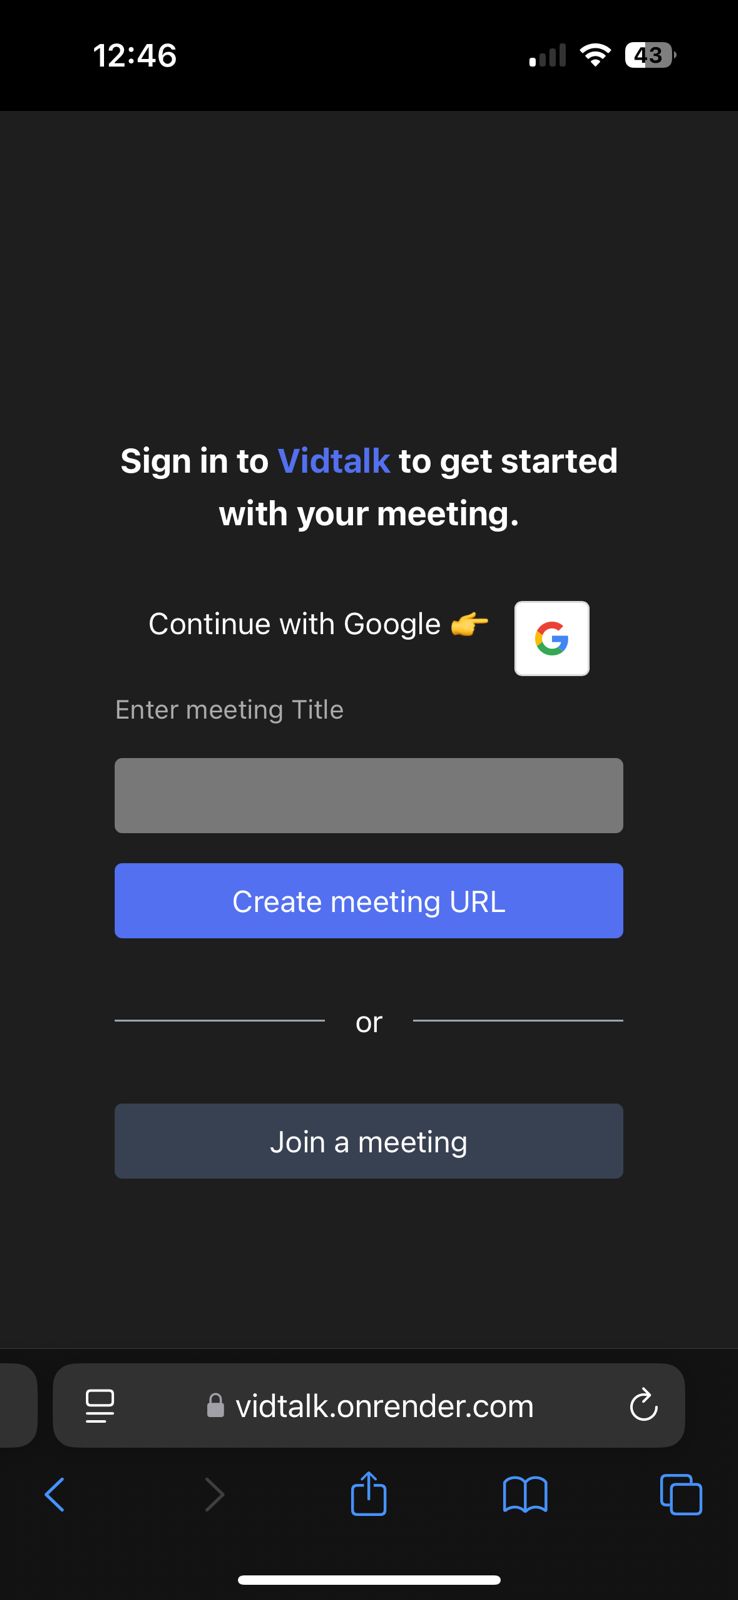 12:46
43
Sign in to Vidtalk to get started
with your meeting.
Continue with Google 👉
G
Enter meeting Title
Create meeting URL
or
Join a meeting
vidtalk.onrender.com